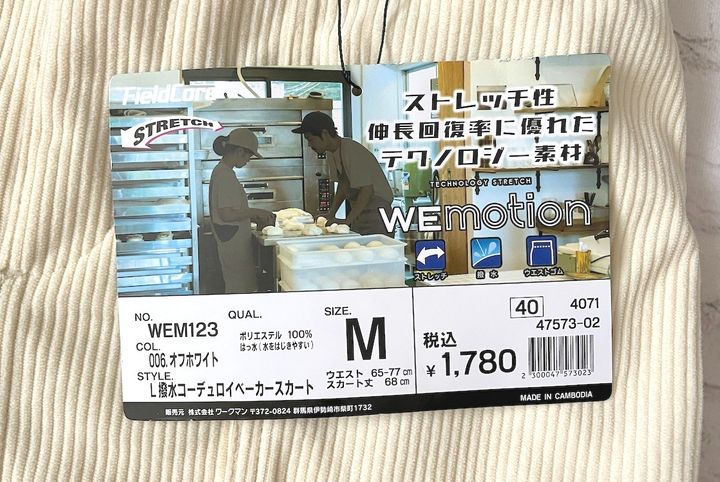 FieldCore
STRETCH
ストレッチ性
伸長回復率に優れた
テクノロジー素材
TECHNOLOGY STRETCH
WEmotion
ストレッチ
撥水
ウエストゴム
NO.
WEM123
COL.
006.オフホワイト
STYLE.
L撥水コーデュロイベーカースカート
QUAL.
ポリエステル 100%
はっ水(水をはじきやすい)
SIZE.
M
ウエスト 65-77cm
スカート丈 68cm
40 4071
47573-02
税込
¥1,780
2 300047 573023
販売元 株式会社 ワークマン 〒372-0824 群馬県伊勢崎市柴町1732
MADE IN CAMBODIA